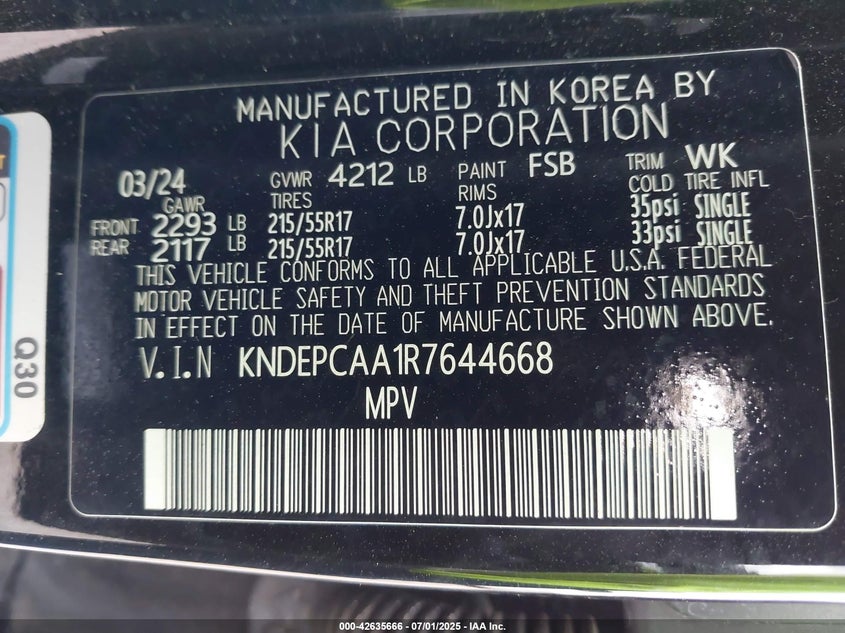 MANUFACTURED IN KOREA BY
KIA CORPORATION
03/24 GVWR 4212 LB PAINT FSB TRIM WK
GAWR TIRES RIMS COLD TIRE INFL
FRONT 2293 LB 215/55R17 7.0Jx17 35psi SINGLE
REAR 2117 LB 215/55R17 7.0Jx17 33psi SINGLE
THIS VEHICLE CONFORMS TO ALL APPLICABLE U.S.A. FEDERAL
MOTOR VEHICLE SAFETY AND THEFT PREVENTION STANDARDS
IN EFFECT ON THE DATE OF MANUFACTURE SHOWN ABOVE.
V.I.N KNDEPCAA1R7644668
MPV
Q30
000-42635666 - 07/01/2025 - IAA Inc.